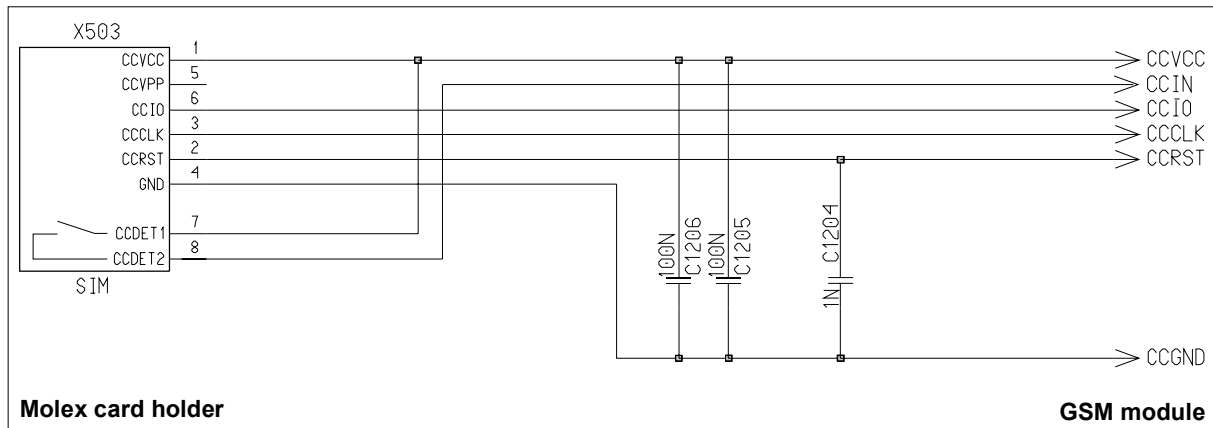 X503
CCVCC 1 CCVCC
CCVPP 5 CCIN
CCIO 6 CCIO
CCCLK 3 CCCLK
CCRST 2 CCRST
GND 4
CCDET1 7
CCDET2 8
SIM
100N C1206
100N C1205
1N C1204
CCGND
Molex card holder
GSM module